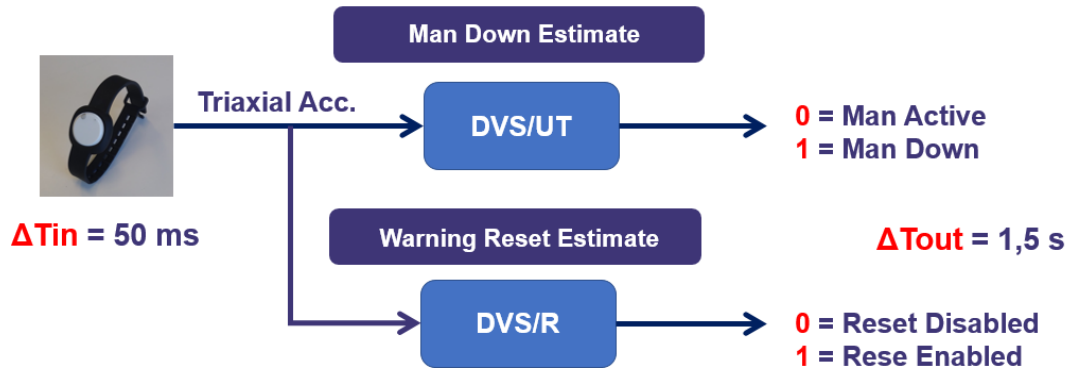 Man Down Estimate
Triaxial Acc.
DVS/UT
0 = Man Active
1 = Man Down
ΔTin = 50 ms
Warning Reset Estimate
ΔTout = 1,5 s
DVS/R
0 = Reset Disabled
1 = Rese Enabled